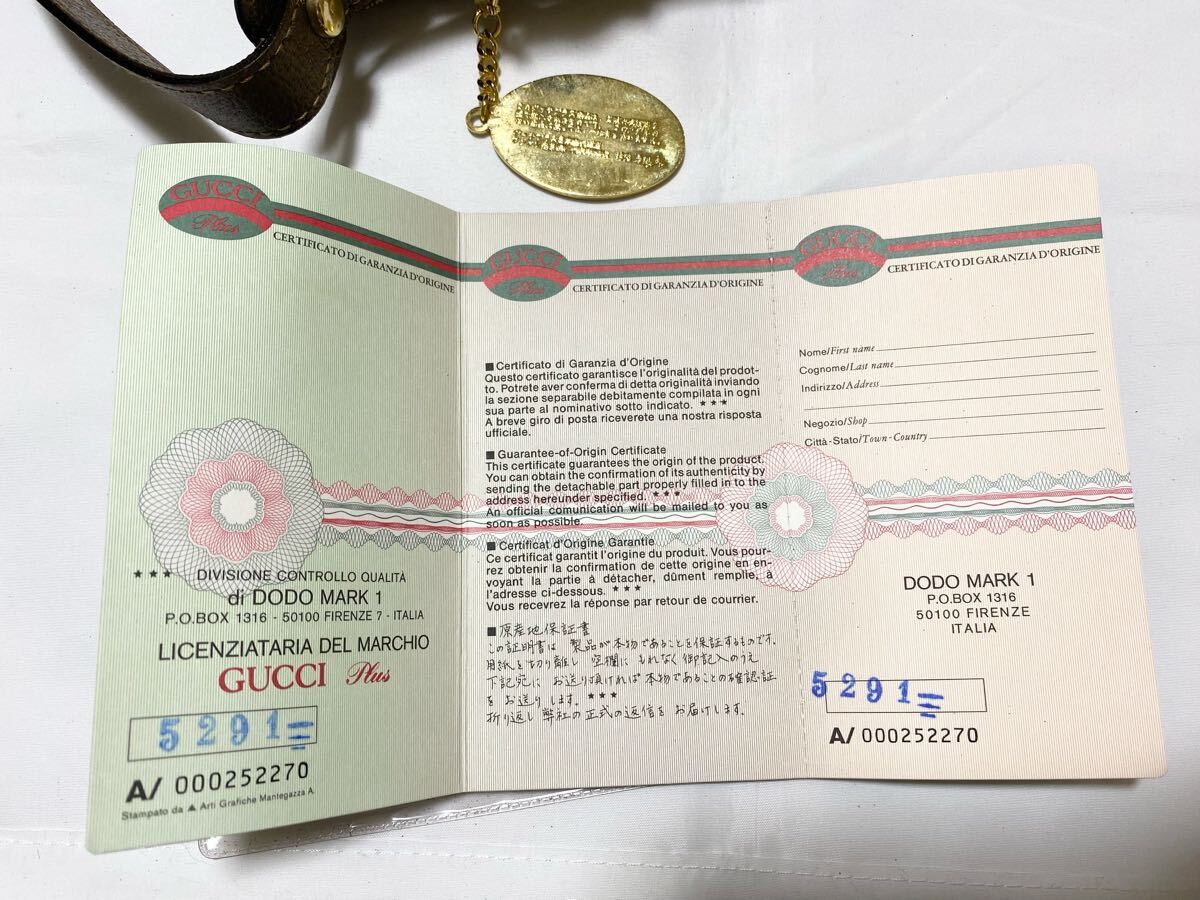 GUCCI
Plus
CERTIFICATO DI GARANZIA D'ORIGINE
★ ★ ★ DIVISIONE CONTROLLO QUALITÀ
di DODO MARK 1
P.O.BOX 1316 - 50100 FIRENZE 7 - ITALIA
LICENZIATARIA DEL MARCHIO
GUCCI Plus
5291=
A/ 000252270
Stampato da ▲ Arti Grafiche Mantegazza A.
GUCCI
Plus
CERTIFICATO DI GARANZIA D'ORIGINE
■ Certificato di Garanzia d'Origine
Questo certificato garantisce l'originalità del prodot-
to. Potrete aver conferma di detta originalità inviando
la sezione separabile debitamente compilata in ogni
sua parte al nominativo sotto indicato. ★ ★ ★
A breve giro di posta riceverete una nostra risposta
ufficiale.
■ Guarantee-of-Origin Certificate
This certificate guarantees the origin of the product.
You can obtain the confirmation of its authenticity by
sending the detachable part properly filled in to the
address hereunder specified. ★ ★ ★
An official comunication will be mailed to you as
soon as possible.
■ Certificat d'Origine Garantie
Ce certificat garantit l'origine du produit. Vous pour-
rez obtenir la confirmation de cette origine en en-
voyant la partie à détacher, dûment remplie, à
l'adresse ci-dessous. ★ ★ ★
Vous recevrez la réponse par retour de courrier.
■ 原産地保証書
この証明書は 製品が本物であることを保証するものです.
用紙を切り離し 空欄に もれなく御記入のうえ
下記宛に お送り頂ければ本物であることの確認証
を お送り します. ★ ★ ★
折り返し 弊社の正式の返信を お届けします.
GUCCI
Plus
CERTIFICATO DI GARANZIA D'ORIGINE
Nome/First name
Cognome/Last name
Indirizzo/Address
Negozio/Shop
Città-Stato/Town-Country
DODO MARK 1
P.O.BOX 1316
50100 FIRENZE
ITALIA
5291=
A/ 000252270